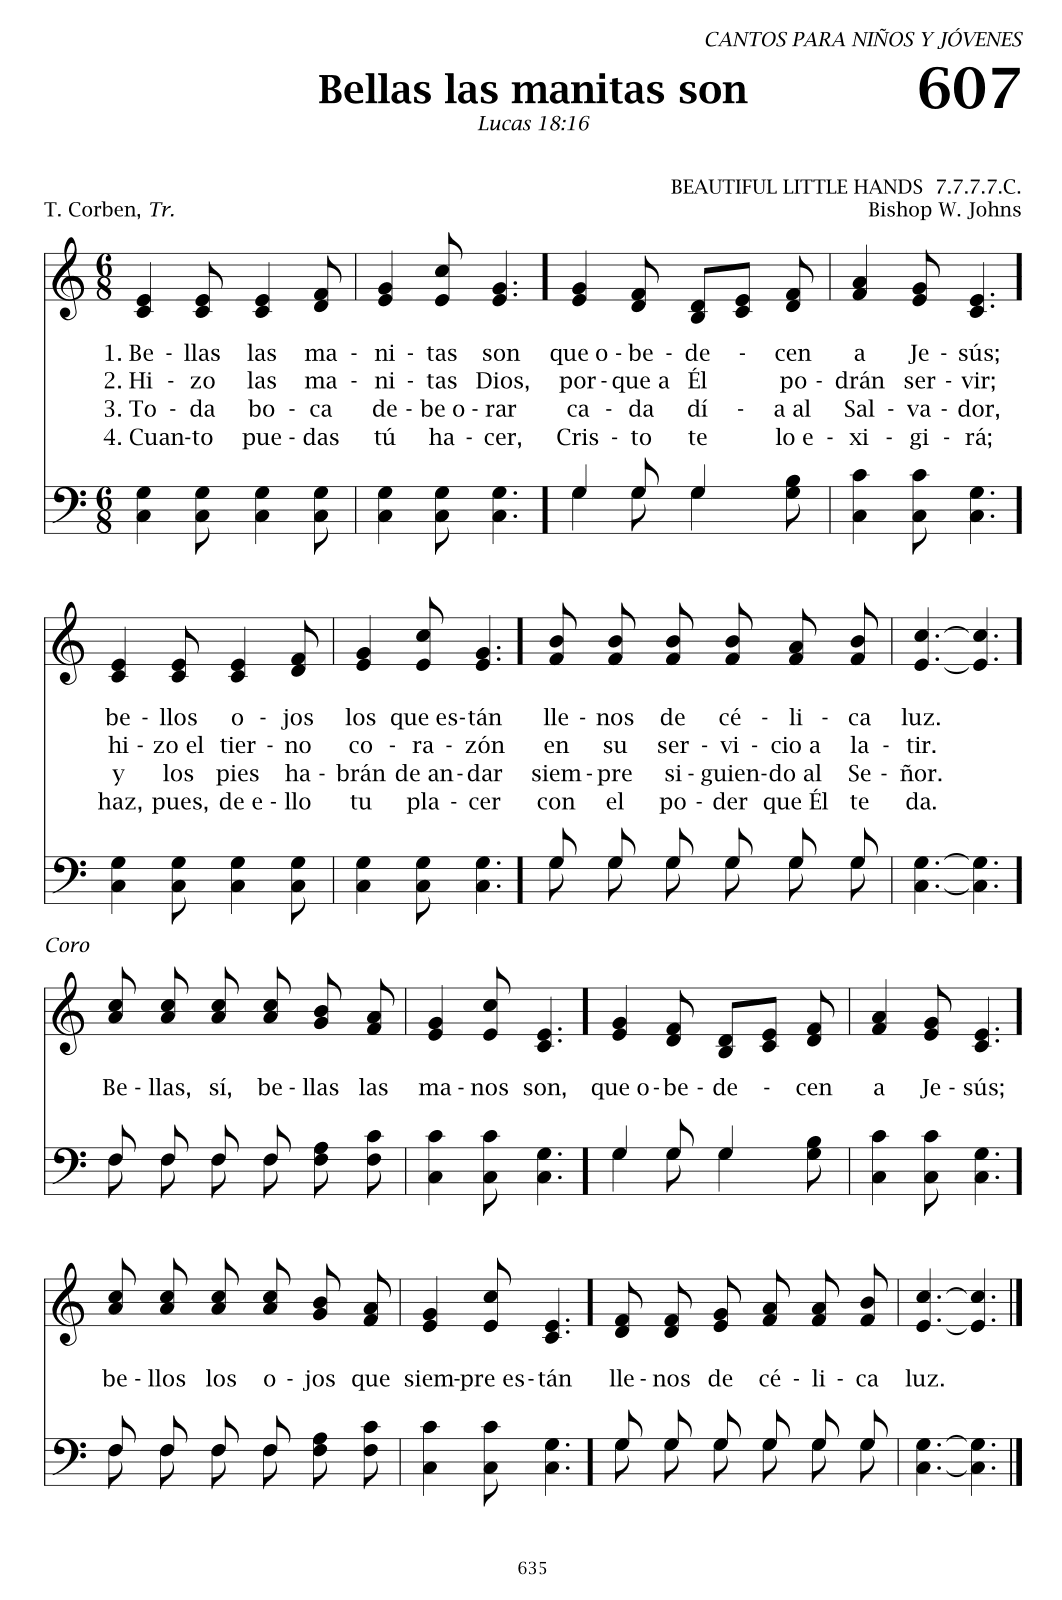 CANTOS PARA NIÑOS Y JÓVENES
Bellas las manitas son 607
Lucas 18:16
BEAUTIFUL LITTLE HANDS 7.7.7.7.C.
T. Corben, Tr. Bishop W. Johns
6 8
1. Be - llas las ma - ni - tas son que o - be - de - cen a Je - sús;
2. Hi - zo las ma - ni - tas Dios, por - que a Él po - drán ser - vir;
3. To - da bo - ca de - be o - rar ca - da dí - a al Sal - va - dor,
4. Cuan-to pue - das tú ha - cer, Cris - to te lo e - xi - gi - rá;
6 8
be - llos o - jos los que es-tán lle - nos de cé - li - ca luz.
hi - zo el tier - no co - ra - zón en su ser - vi - cio a la - tir.
y los pies ha - brán de an-dar siem - pre si - guien-do al Se - ñor.
haz, pues, de e - llo tu pla - cer con el po - der que Él te da.
Coro
Be - llas, sí, be - llas las ma - nos son, que o - be - de - cen a Je - sús;
be - llos los o - jos que siem-pre es-tán lle - nos de cé - li - ca luz.
635